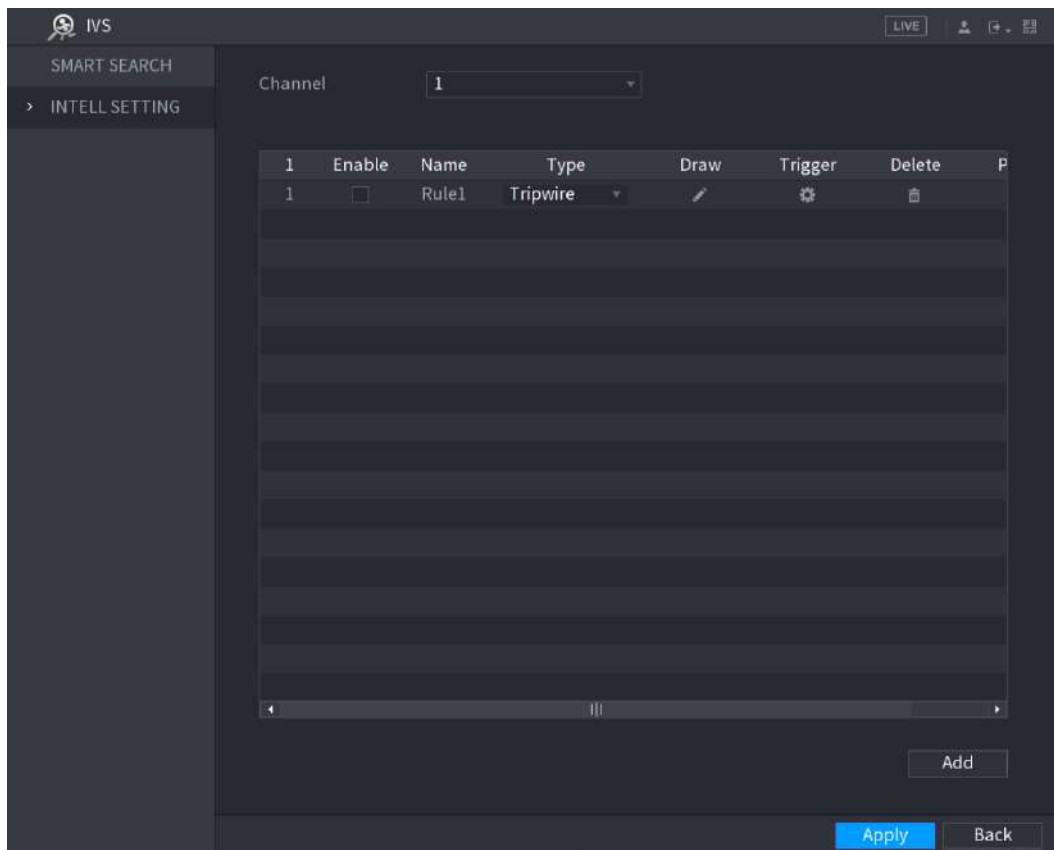 IVS LIVE
SMART SEARCH
INTELL SETTING
Channel 1
1 Enable Name Type Draw Trigger Delete P
1 Rule1 Tripwire
Add
Apply Back